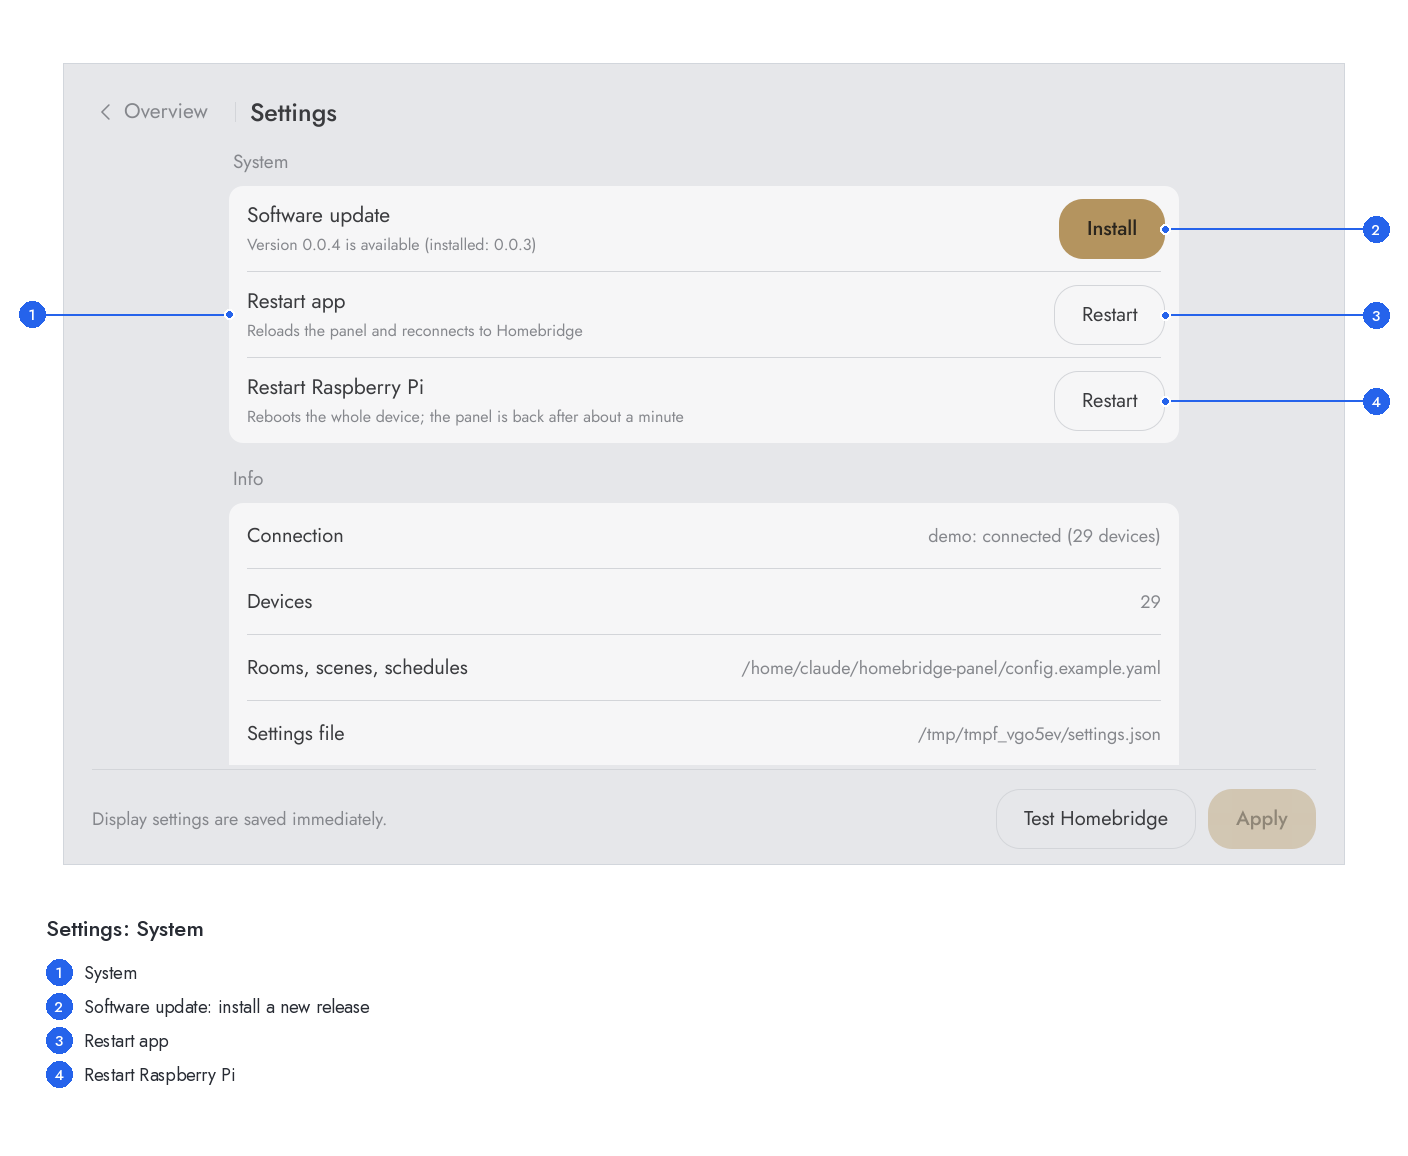 Overview
Settings
System
Software update
Version 0.0.4 is available (installed: 0.0.3)
Install
2
Restart app
Reloads the panel and reconnects to Homebridge
Restart
1
3
Restart Raspberry Pi
Reboots the whole device; the panel is back after about a minute
Restart
4
Info
Connection
demo: connected (29 devices)
Devices
29
Rooms, scenes, schedules
/home/claude/homebridge-panel/config.example.yaml
Settings file
/tmp/tmpf_vgo5ev/settings.json
Display settings are saved immediately.
Test Homebridge
Apply
Settings: System
1 System
2 Software update: install a new release
3 Restart app
4 Restart Raspberry Pi